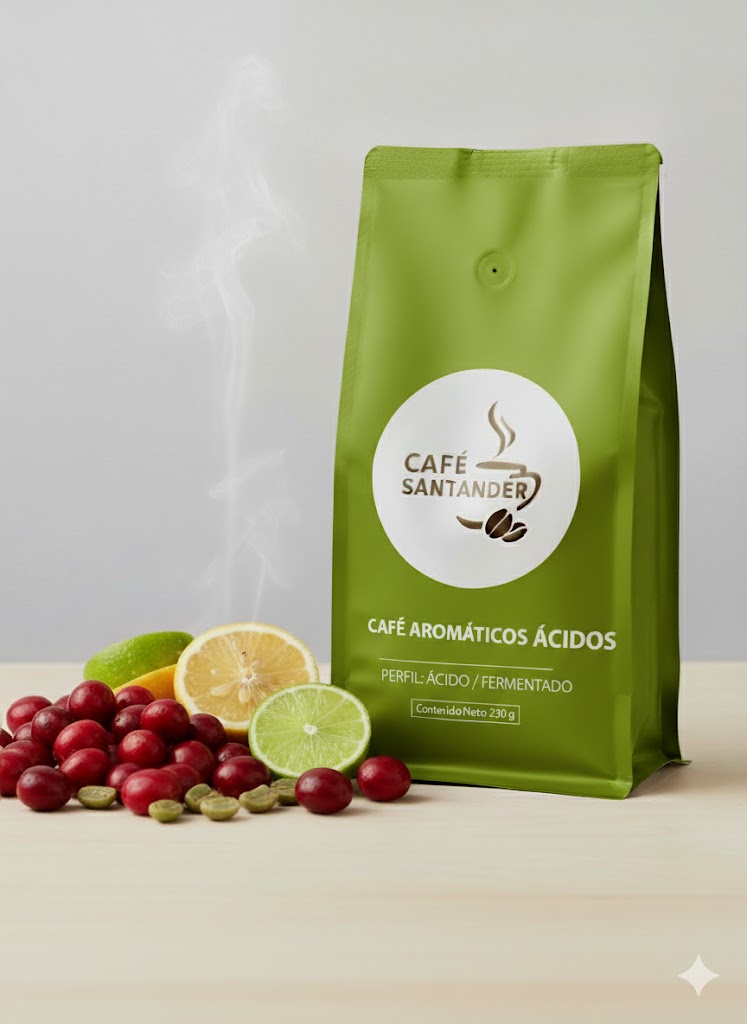 CAFÉ
SANTANDER
CAFÉ AROMÁTICOS ÁCIDOS
PERFIL: ÁCIDO / FERMENTADO
Contenido Neto 230 g